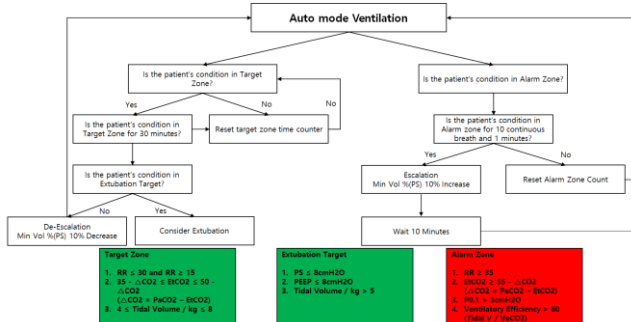 Auto mode Ventilation
Is the patient's condition in Target
Zone?
Is the patient's condition in Alarm Zone?
Yes
No
No
Is the patient's condition in
Target Zone for 30 minutes?
Reset target zone time counter
Is the patient's condition in
Alarm zone for 10 continuous
breath and 1 minutes?
Yes
No
Is the patient's condition in
Extubation Target?
Escalation
Min Vol %(PS) 10% Increase
Reset Alarm Zone Count
No
Yes
De-Escalation
Min Vol %(PS) 10% Decrease
Consider Extubation
Wait 10 Minutes
Target Zone
1. RR ≤ 30 and RR ≥ 15
2. 35 - △CO2 ≤ EtCO2 ≤ 50 -
△CO2
(△CO2 = PaCO2 − EtCO2)
3. 4 ≤ Tidal Volume / kg ≤ 8
Extubation Target
1. PS ≤ 8cmH2O
2. PEEP ≤ 8cmH2O
3. Tidal Volume / kg > 5
Alarm Zone
1. RR ≥ 35
2. EtCO2 ≥ 55 - △CO2
(△CO2 = PaCO2 − EtCO2)
3. P0.1 > 3cmH2O
4. Ventilatory Efficiency > 60
(Tidal V / VeCO2)